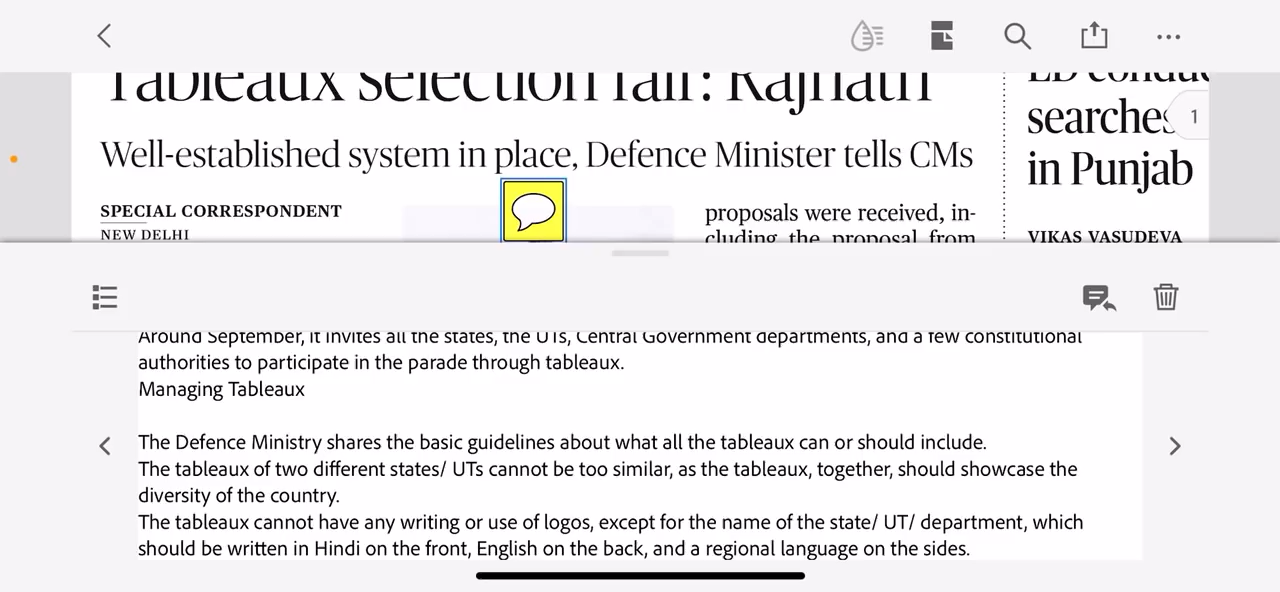 Tableaux selection fair: Rajnath
Well-established system in place, Defence Minister tells CMs
SPECIAL CORRESPONDENT
NEW DELHI
proposals were received, in-
cluding the proposal from
ED conduc
searches
in Punjab
1
VIKAS VASUDEVA
Around September, it invites all the states, the UTs, Central Government departments, and a few constitutional
authorities to participate in the parade through tableaux.
Managing Tableaux
The Defence Ministry shares the basic guidelines about what all the tableaux can or should include.
The tableaux of two different states/ UTs cannot be too similar, as the tableaux, together, should showcase the
diversity of the country.
The tableaux cannot have any writing or use of logos, except for the name of the state/ UT/ department, which
should be written in Hindi on the front, English on the back, and a regional language on the sides.